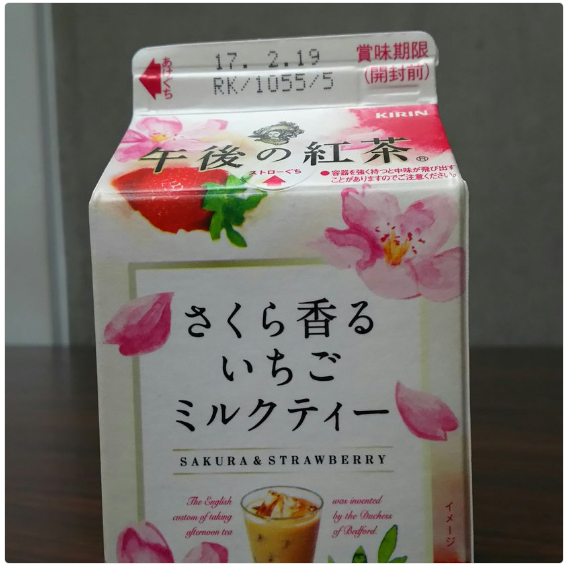 17. 2.19
RK/1055/5
賞味期限
(開封前)
あけぐち
KIRIN
午後の紅茶®
ストローぐち
●容器を強く持つと中味が飛び出す
ことがありますのでご注意ください。
さくら香る
いちご
ミルクティー
SAKURA & STRAWBERRY
The English
custom of taking
afternoon tea
was invented
by the Duchess
of Bedford.
イメージ